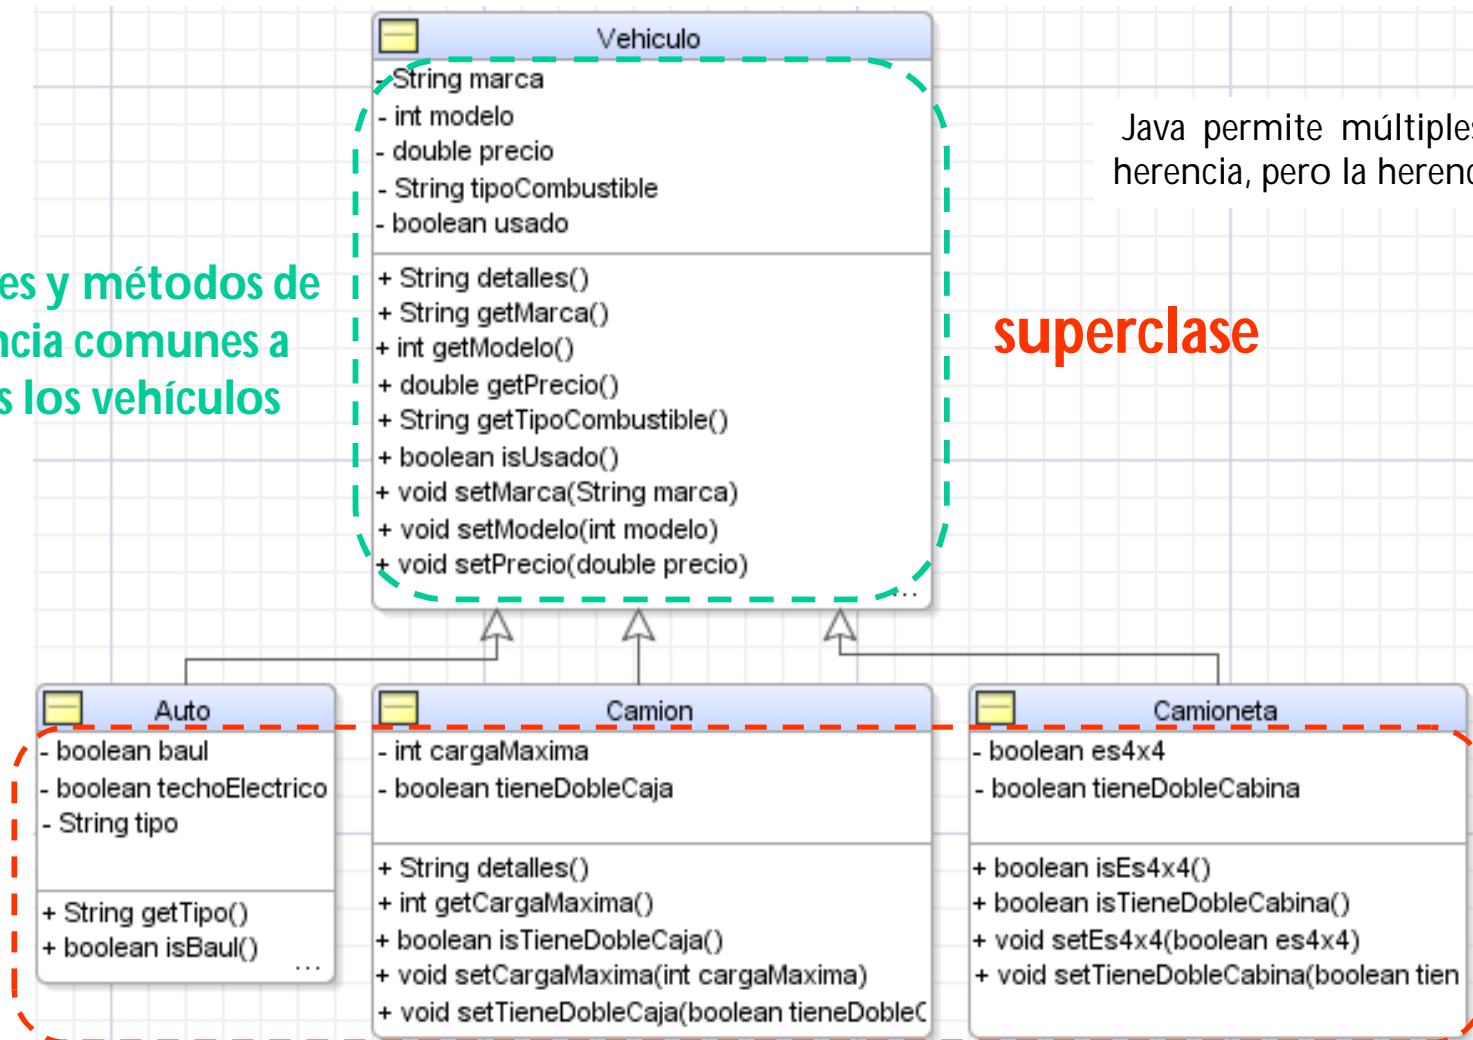 Vehiculo
- String marca
- int modelo
- double precio
- String tipoCombustible
- boolean usado
+ String detalles()
+ String getMarca()
+ int getModelo()
+ double getPrecio()
+ String getTipoCombustible()
+ boolean isUsado()
+ void setMarca(String marca)
+ void setModelo(int modelo)
+ void setPrecio(double precio)
...
Java permite múltiples
herencia, pero la herenc
es y métodos de
ncia comunes a
s los vehículos
superclase
Auto
- boolean baul
- boolean techoElectrico
- String tipo
+ String getTipo()
+ boolean isBaul()
...
Camion
- int cargaMaxima
- boolean tieneDobleCaja
+ String detalles()
+ int getCargaMaxima()
+ boolean isTieneDobleCaja()
+ void setCargaMaxima(int cargaMaxima)
+ void setTieneDobleCaja(boolean tieneDobleC
Camioneta
- boolean es4x4
- boolean tieneDobleCabina
+ boolean isEs4x4()
+ boolean isTieneDobleCabina()
+ void setEs4x4(boolean es4x4)
+ void setTieneDobleCabina(boolean tien